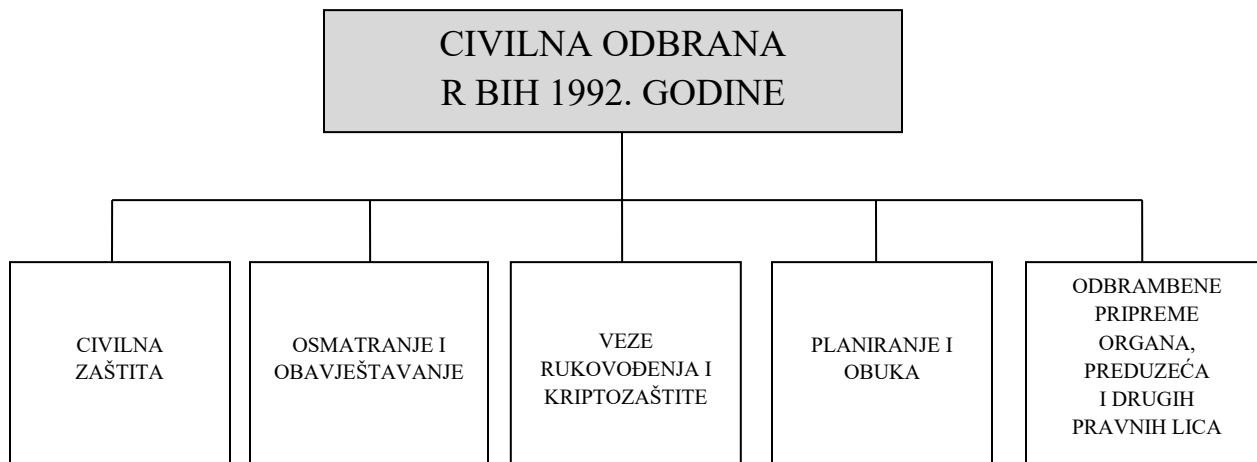 CIVILNA ODBRANA
R BIH 1992. GODINE
CIVILNA
ZAŠTITA
OSMATRANJE I
OBAVJEŠTAVANJE
VEZE
RUKOVOĐENJA I
KRIPTOZAŠTITE
PLANIRANJE I
OBUKA
ODBRAMBENE
PRIPREME
ORGANA,
PREDUZEĆA
I DRUGIH
PRAVNIH LICA